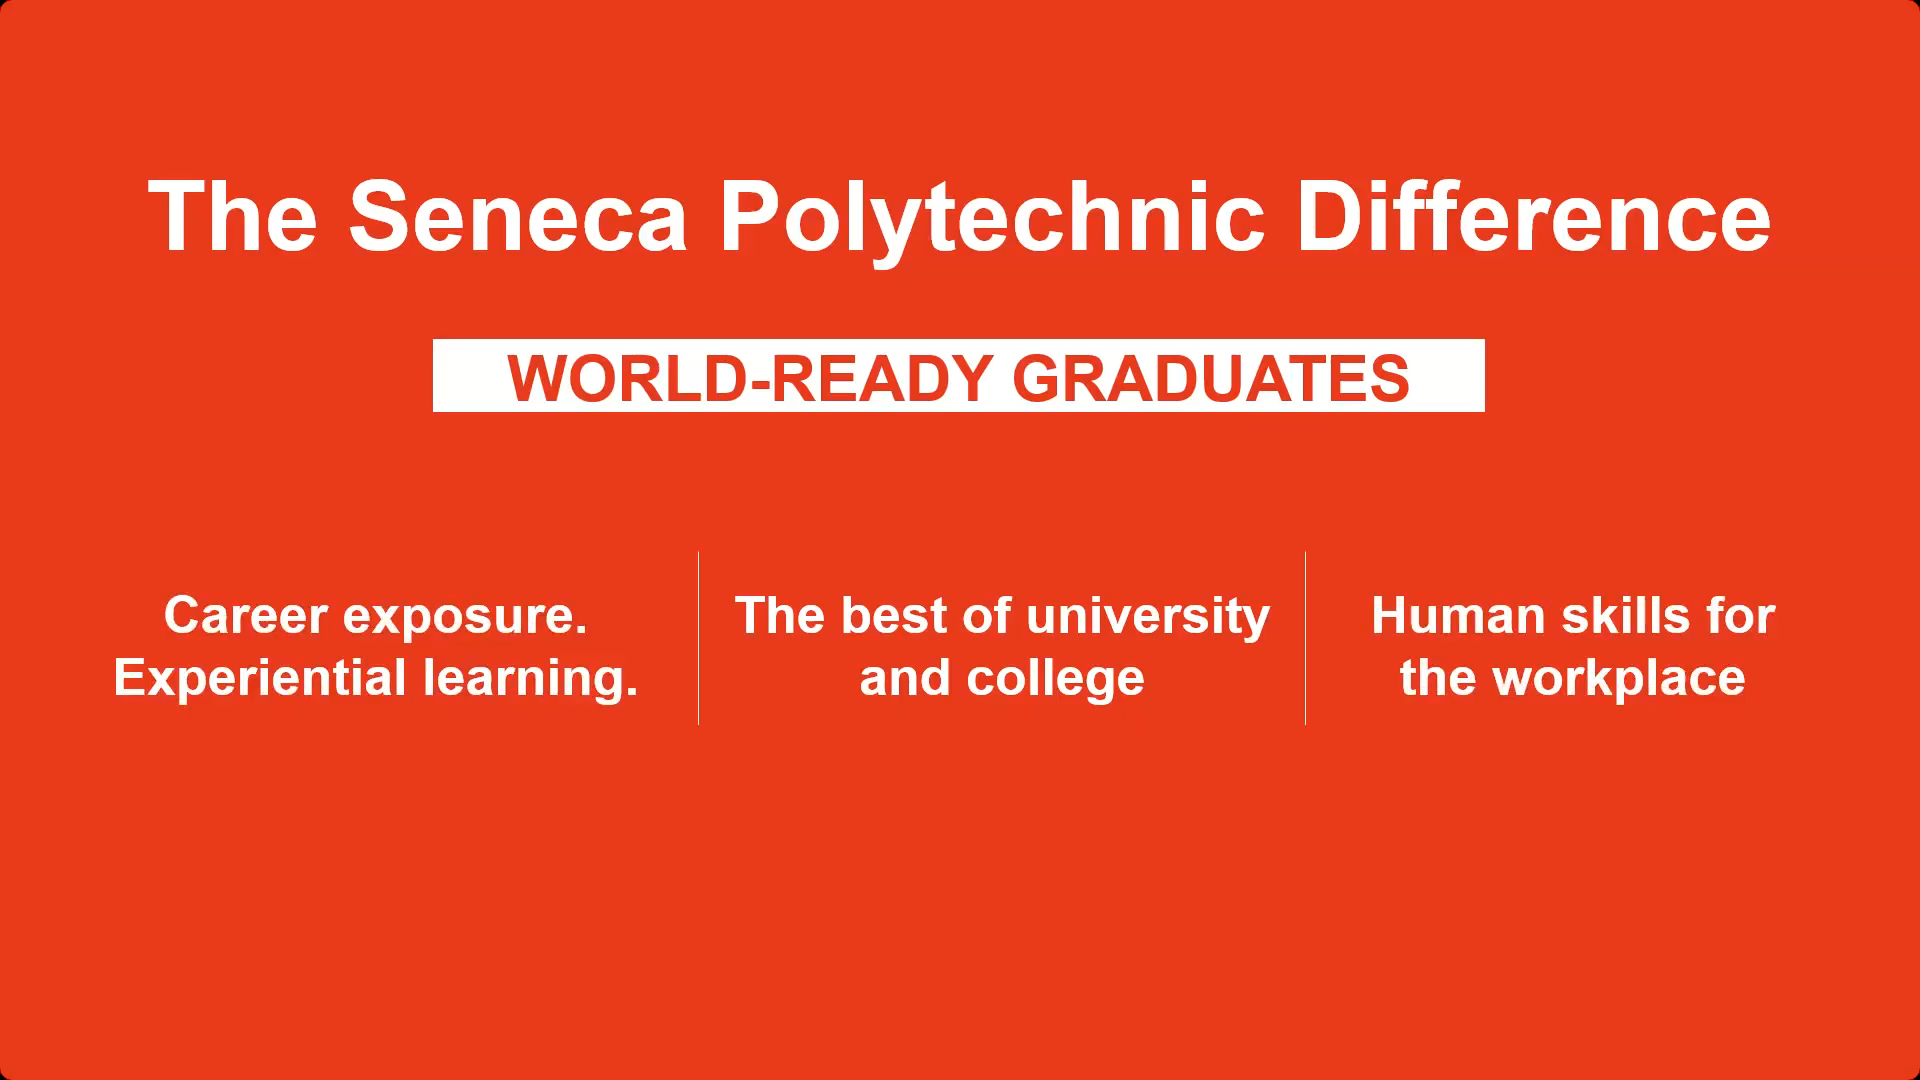 The Seneca Polytechnic Difference
WORLD-READY GRADUATES
Career exposure.
Experiential learning.
The best of university
and college
Human skills for
the workplace